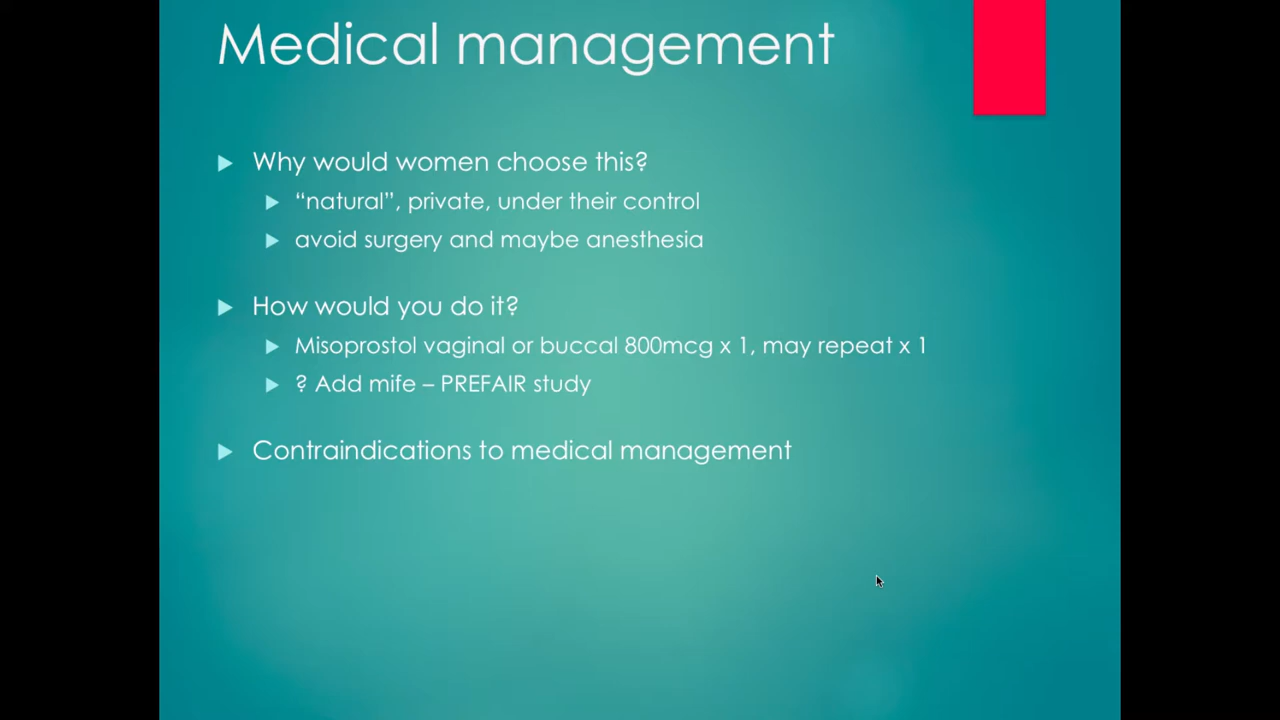 Medical management
Why would women choose this?
“natural”, private, under their control
avoid surgery and maybe anesthesia
How would you do it?
Misoprostol vaginal or buccal 800mcg x 1, may repeat x 1
? Add mife – PREFAIR study
Contraindications to medical management